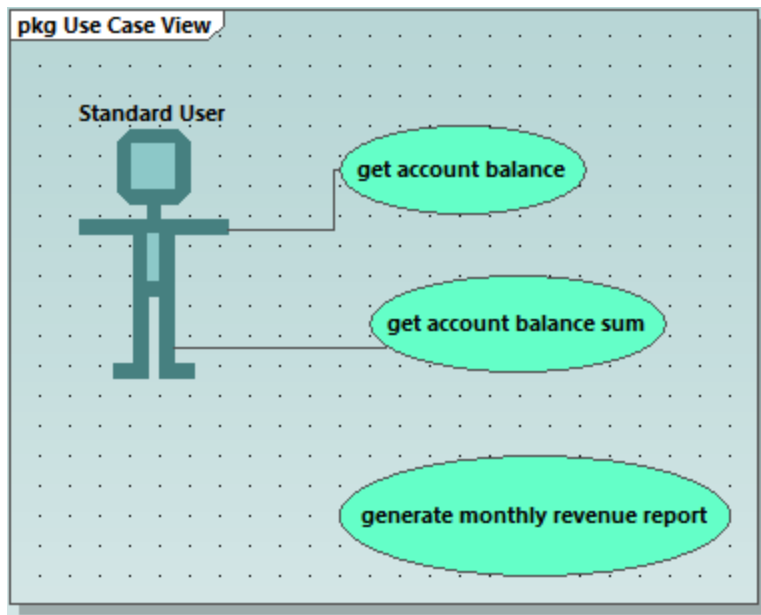 pkg Use Case View
Standard User
get account balance
get account balance sum
generate monthly revenue report